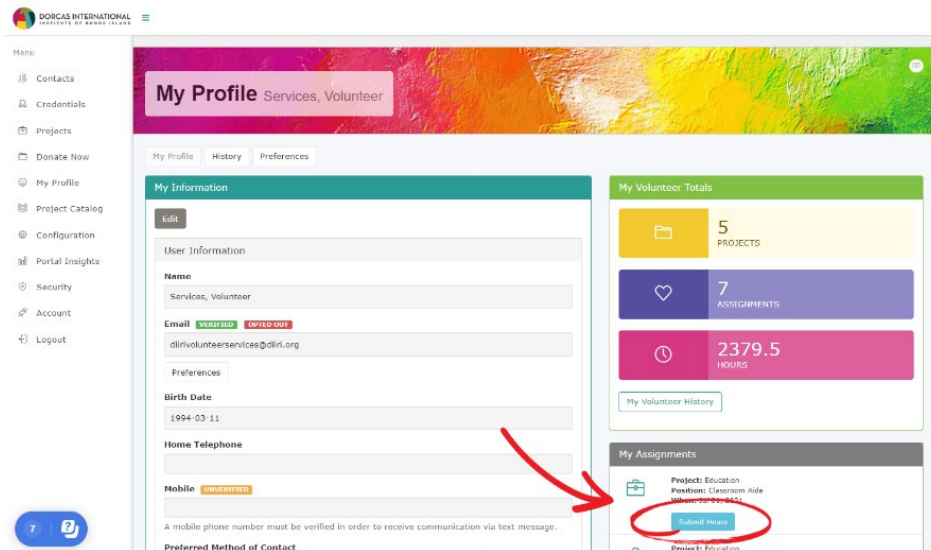 DORCAS INTERNATIONAL
INSTITUTE OF RHODE ISLAND
Menu
Contacts
Credentials
Projects
Donate Now
My Profile
Project Catalog
Configuration
Portal Insights
Security
Account
Logout
7
My Profile Services, Volunteer
My Profile History Preferences
My Information
Edit
User Information
Name
Services, Volunteer
Email VERIFIED OPTED OUT
diirivolunteerservices@diiri.org
Preferences
Birth Date
1994-03-11
Home Telephone
Mobile UNVERIFIED
A mobile phone number must be verified in order to receive communication via text message.
Preferred Method of Contact
My Volunteer Totals
5
PROJECTS
7
ASSIGNMENTS
2379.5
HOURS
My Volunteer History
My Assignments
Project: Education
Position: Classroom Aide
When: Jul 01, 2021
Submit Hours
Project: Education